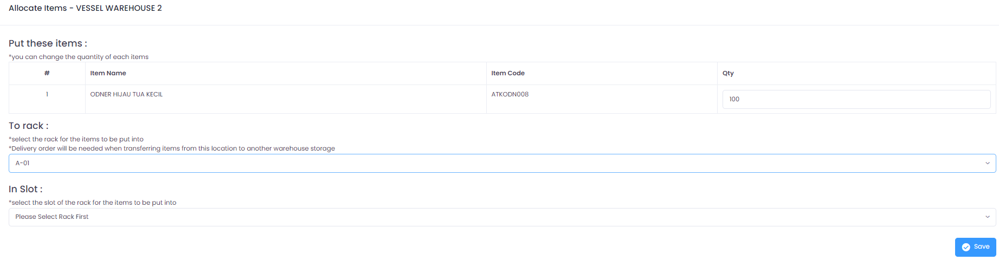 Allocate Items - VESSEL WAREHOUSE 2
Put these items :
*you can change the quantity of each items
# Item Name Item Code Qty
1 ODNER HIJAU TUA KECIL ATKODN008 100
To rack :
*select the rack for the items to be put into
*Delivery order will be needed when transferring items from this location to another warehouse storage
A-01
In Slot :
*select the slot of the rack for the items to be put into
Please Select Rack First
Save